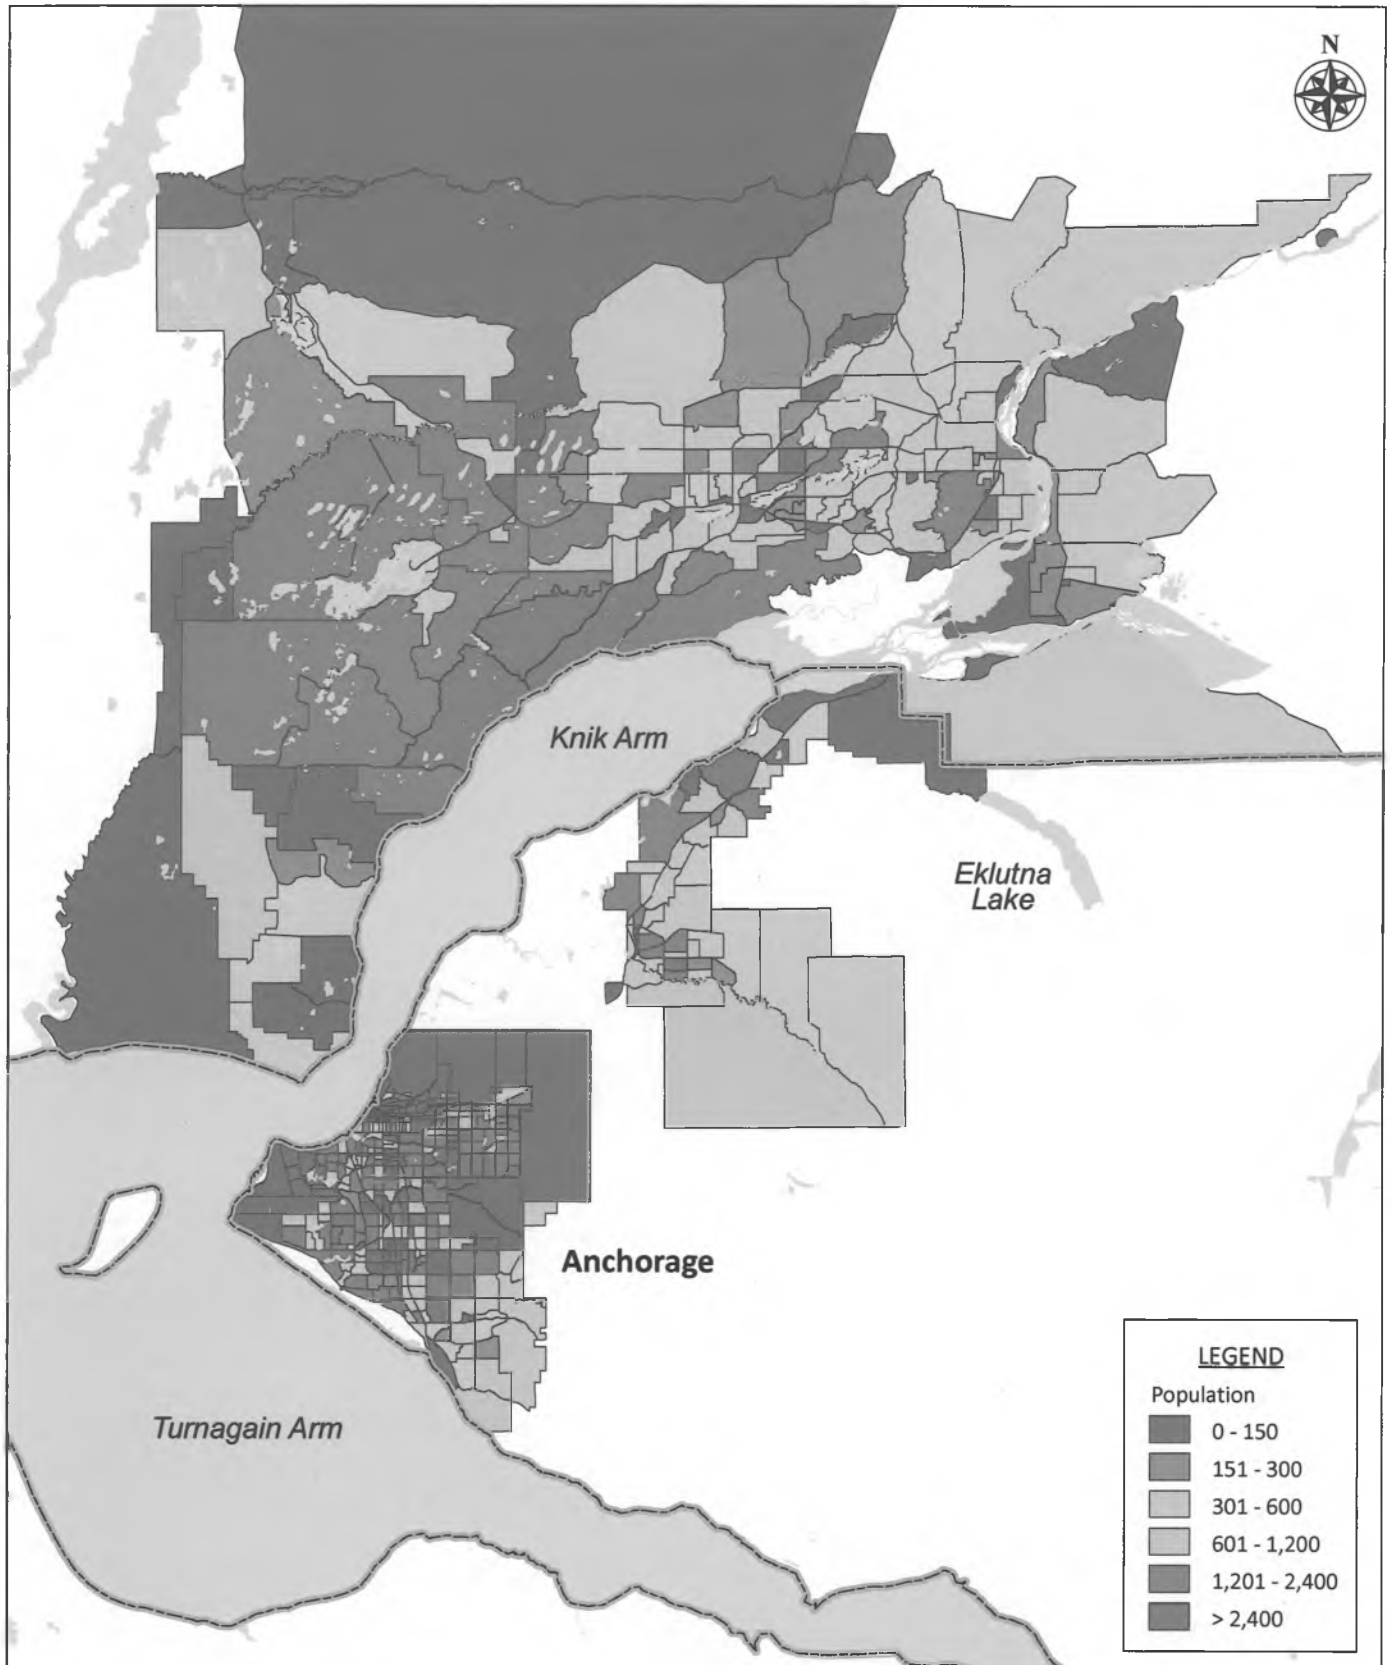 N
Knik Arm
Eklutna
Lake
Anchorage
Turnagain Arm
LEGEND
Population
0 - 150
151 - 300
301 - 600
601 - 1,200
1,201 - 2,400
> 2,400